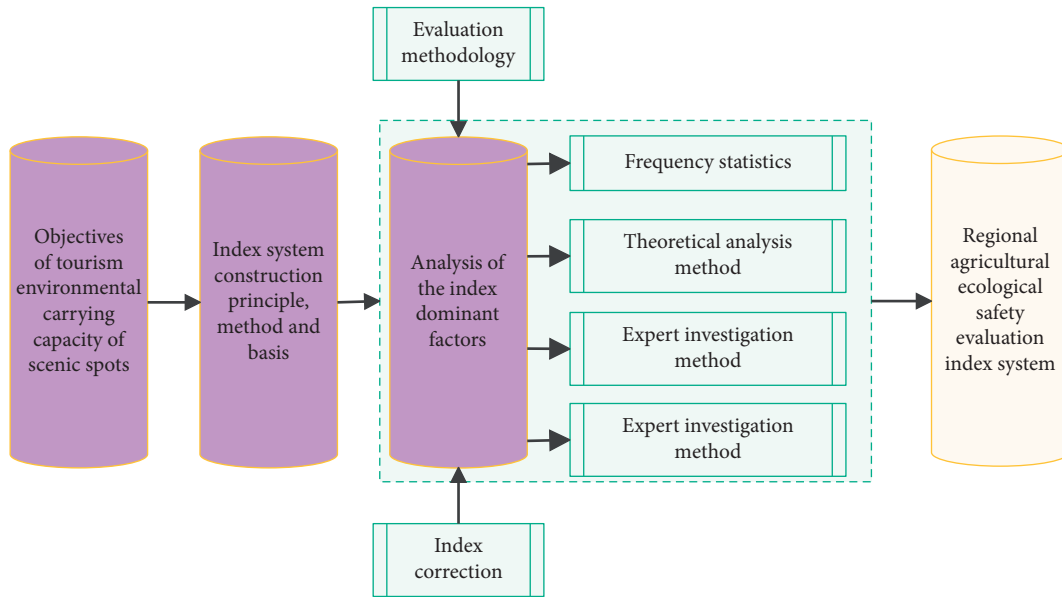 Evaluation
methodology
Objectives
of tourism
environmental
carrying
capacity of
scenic spots
Index system
construction
principle,
method and
basis
Analysis of
the index
dominant
factors
Frequency statistics
Theoretical analysis
method
Expert investigation
method
Expert investigation
method
Regional
agricultural
ecological
safety
evaluation
index system
Index
correction